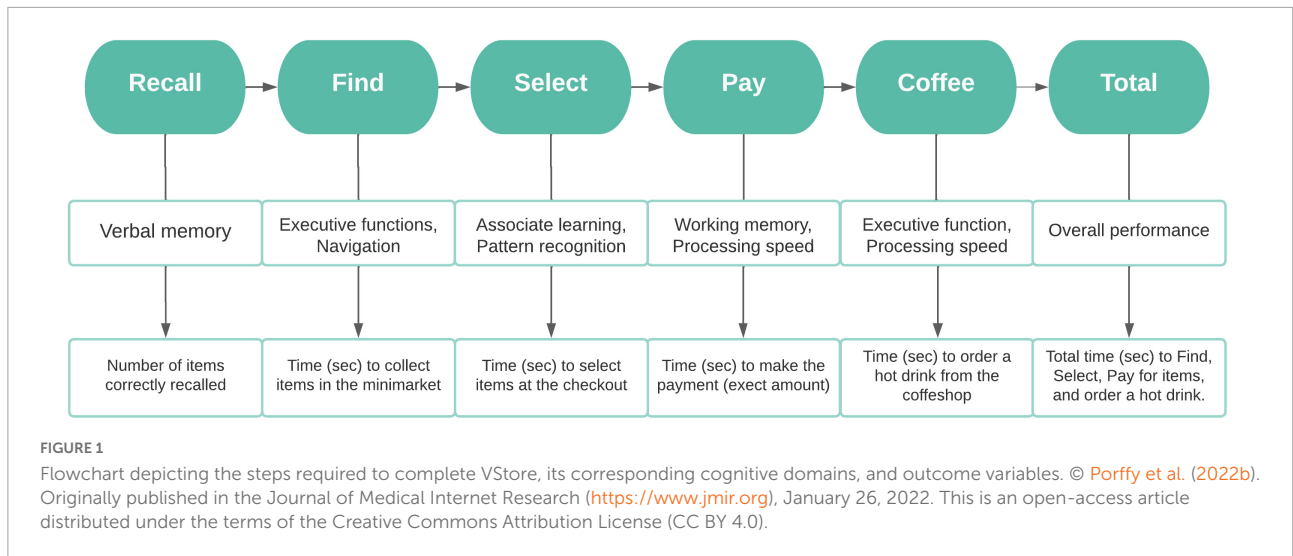 Recall
Find
Select
Pay
Coffee
Total
Verbal memory
Executive functions,
Navigation
Associate learning,
Pattern recognition
Working memory,
Processing speed
Executive function,
Processing speed
Overall performance
Number of items
correctly recalled
Time (sec) to collect
items in the minimarket
Time (sec) to select
items at the checkout
Time (sec) to make the
payment (exect amount)
Time (sec) to order a
hot drink from the
coffeshop
Total time (sec) to Find,
Select, Pay for items,
and order a hot drink.
FIGURE 1
Flowchart depicting the steps required to complete VStore, its corresponding cognitive domains, and outcome variables. © Porffy et al. (2022b).
Originally published in the Journal of Medical Internet Research (https://www.jmir.org), January 26, 2022. This is an open-access article
distributed under the terms of the Creative Commons Attribution License (CC BY 4.0).